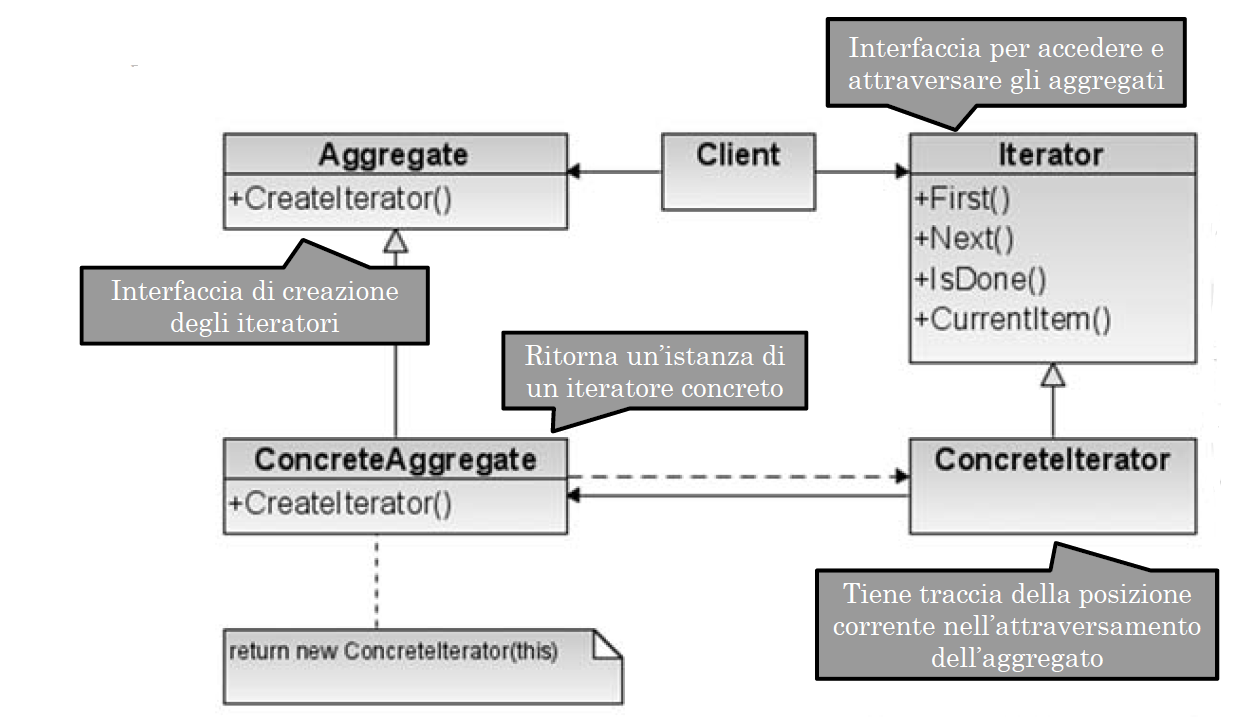 Interfaccia per accedere e
attraversare gli aggregati
Aggregate
+CreateIterator()
Client
Iterator
+First()
+Next()
+IsDone()
+CurrentItem()
Interfaccia di creazione
degli iteratori
Ritorna un'istanza di
un iteratore concreto
ConcreteAggregate
+CreateIterator()
ConcreteIterator
Tiene traccia della posizione
corrente nell'attraversamento
dell'aggregato
return new ConcreteIterator(this)